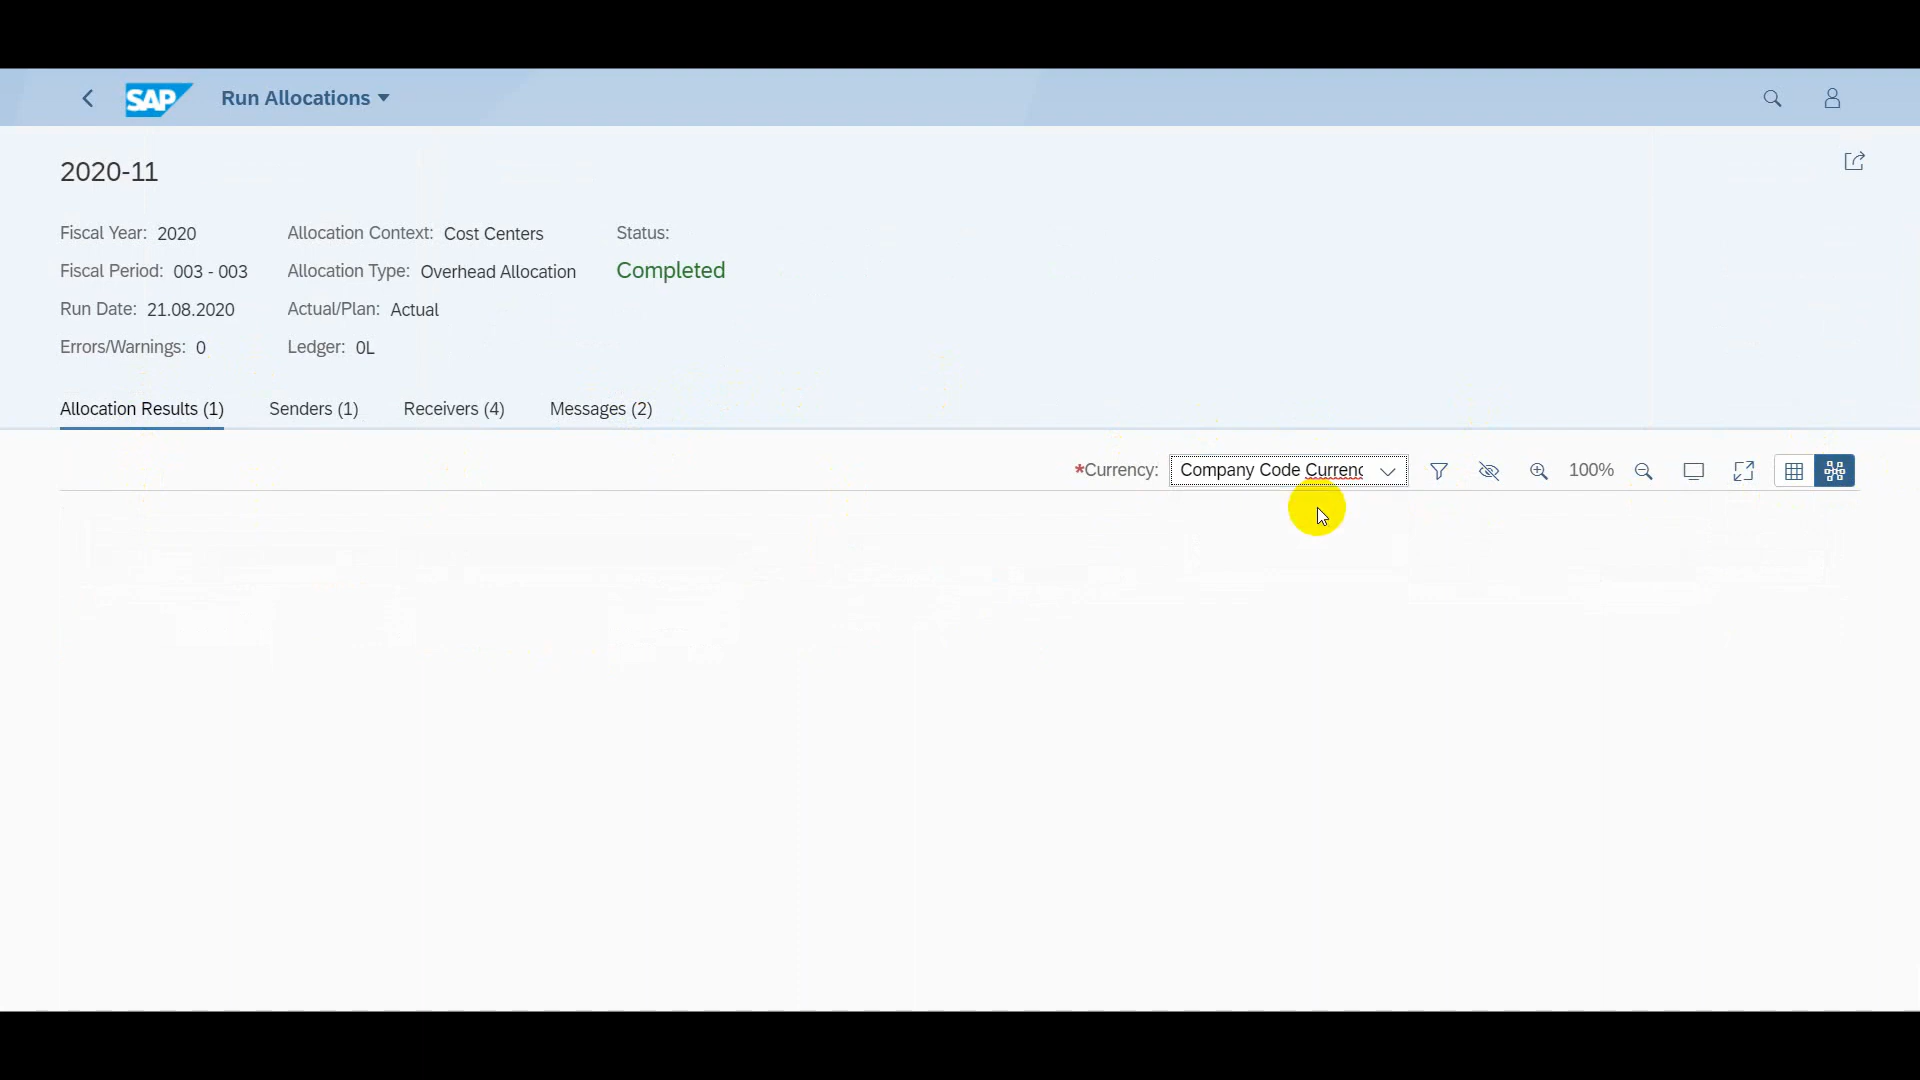 SAP Run Allocations
2020-11
Fiscal Year: 2020 Allocation Context: Cost Centers Status:
Fiscal Period: 003 - 003 Allocation Type: Overhead Allocation Completed
Run Date: 21.08.2020 Actual/Plan: Actual
Errors/Warnings: 0 Ledger: 0L
Allocation Results (1) Senders (1) Receivers (4) Messages (2)
*Currency: Company Code Currenc 100%